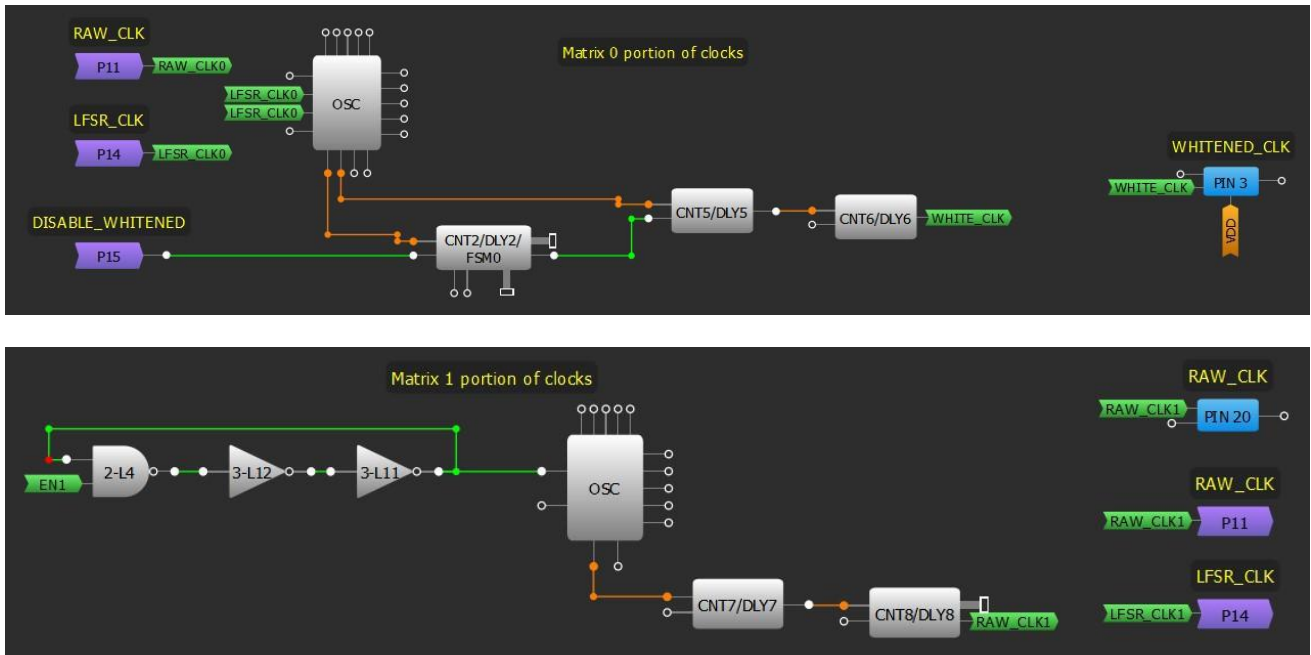 RAW_CLK
P11
RAW_CLK0
Matrix 0 portion of clocks
LFSR_CLK0
LFSR_CLK0
OSC
LFSR_CLK
P14
LFSR_CLK0
WHITENED_CLK
WHITE_CLK
PIN 3
VDD
DISABLE_WHITENED
P15
CNT2/DLY2/
FSM0
CNT5/DLY5
CNT6/DLY6
WHITE_CLK
Matrix 1 portion of clocks
EN1
2-L4
3-L12
3-L11
OSC
CNT7/DLY7
CNT8/DLY8
RAW_CLK1
RAW_CLK
RAW_CLK1
PIN 20
RAW_CLK
RAW_CLK1
P11
LFSR_CLK
LFSR_CLK1
P14